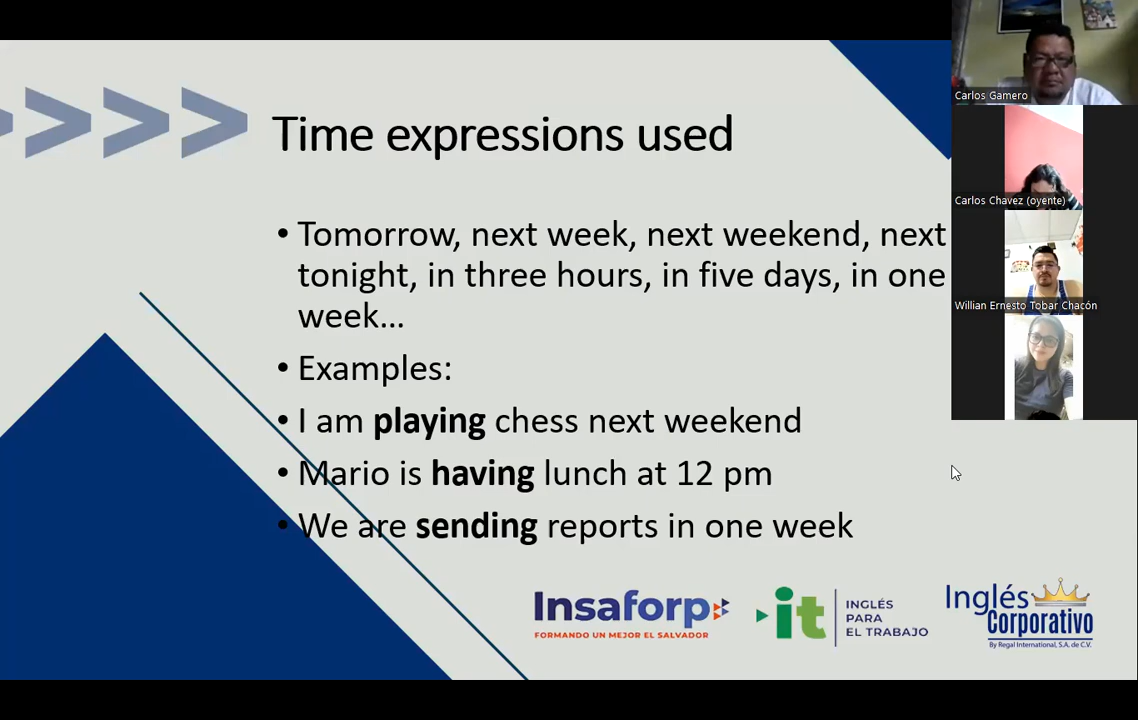 Time expressions used
• Tomorrow, next week, next weekend, next
tonight, in three hours, in five days, in one
week…
• Examples:
• I am playing chess next weekend
• Mario is having lunch at 12 pm
• We are sending reports in one week
Insaforp
FORMANDO UN MEJOR EL SALVADOR
it
INGLÉS
PARA
EL TRABAJO
Inglés
Corporativo
By Regal International, S.A. de C.V.
Carlos Gamero
Carlos Chavez (oyente)
Willian Ernesto Tobar Chacón